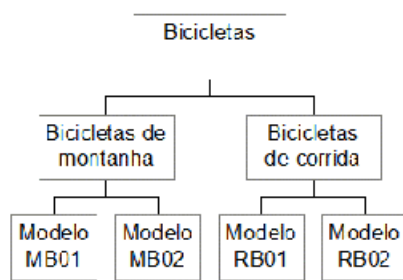 Bicicletas
Bicicletas de
montanha
Bicicletas
de corrida
Modelo
MB01
Modelo
MB02
Modelo
RB01
Modelo
RB02